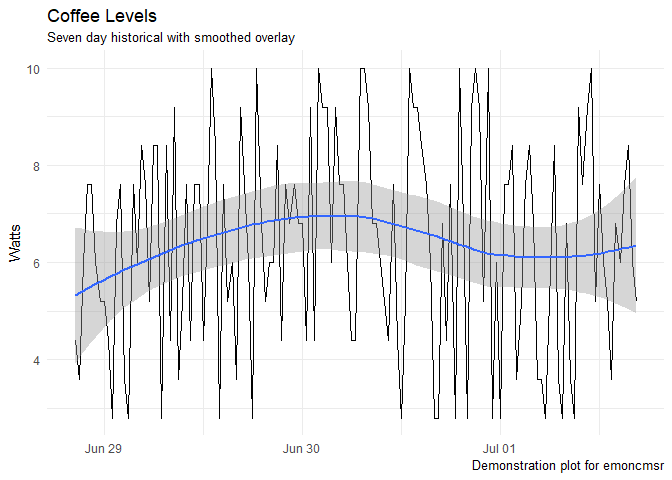 Coffee Levels
Seven day historical with smoothed overlay
10
8
6
4
Watts
Jun 29
Jun 30
Jul 01
Demonstration plot for emoncmsr